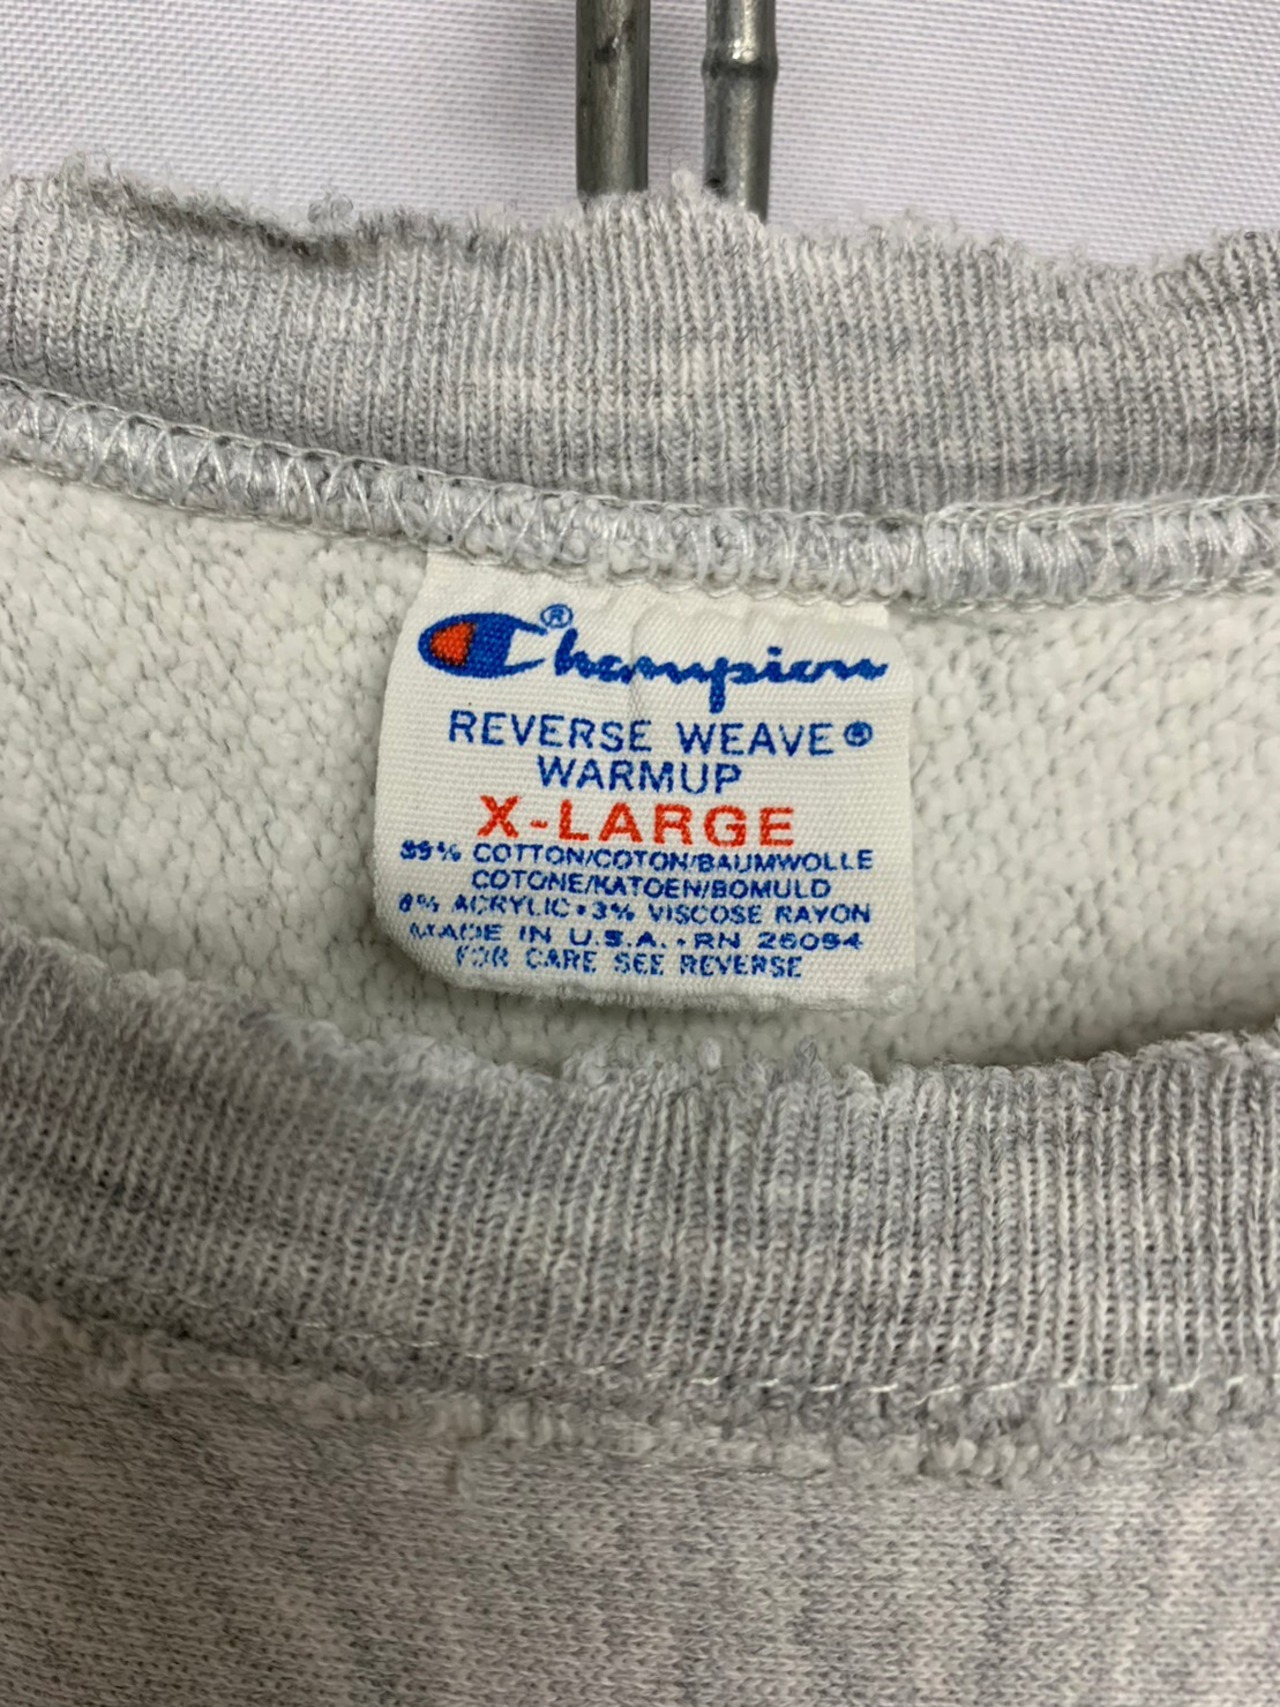 Champion®
REVERSE WEAVE®
WARMUP
X-LARGE
89% COTTON/COTON/BAUMWOLLE
COTONE/KATOEN/BOMULD
8% ACRYLIC • 3% VISCOSE RAYON
MADE IN U.S.A. • RN 26094
FOR CARE SEE REVERSE